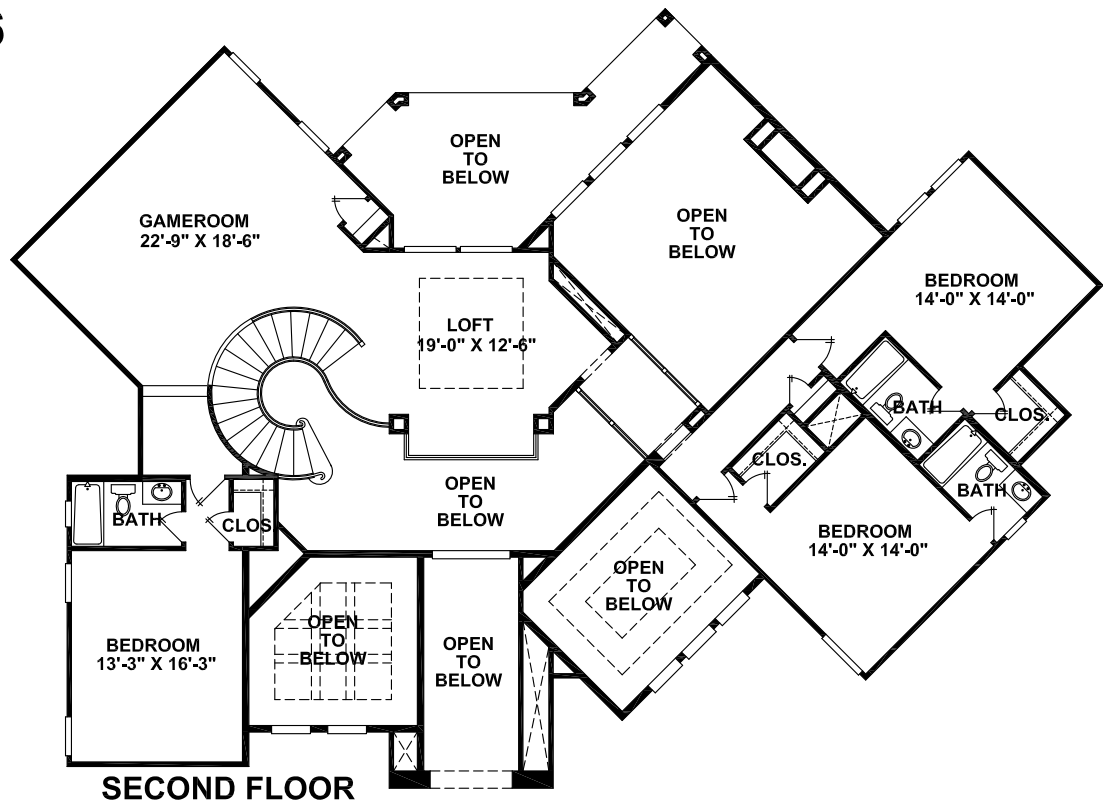 S
OPEN
TO
BELOW
GAMEROOM
22'-9" X 18'-6"
OPEN
TO
BELOW
BEDROOM
14'-0" X 14'-0"
LOFT
19'-0" X 12'-6"
BATH
CLOS.
CLOS.
BATH
OPEN
TO
BELOW
BATH
CLOS
BEDROOM
14'-0" X 14'-0"
OPEN
TO
BELOW
OPEN
TO
BELOW
BEDROOM
13'-3" X 16'-3"
OPEN
TO
BELOW
SECOND FLOOR